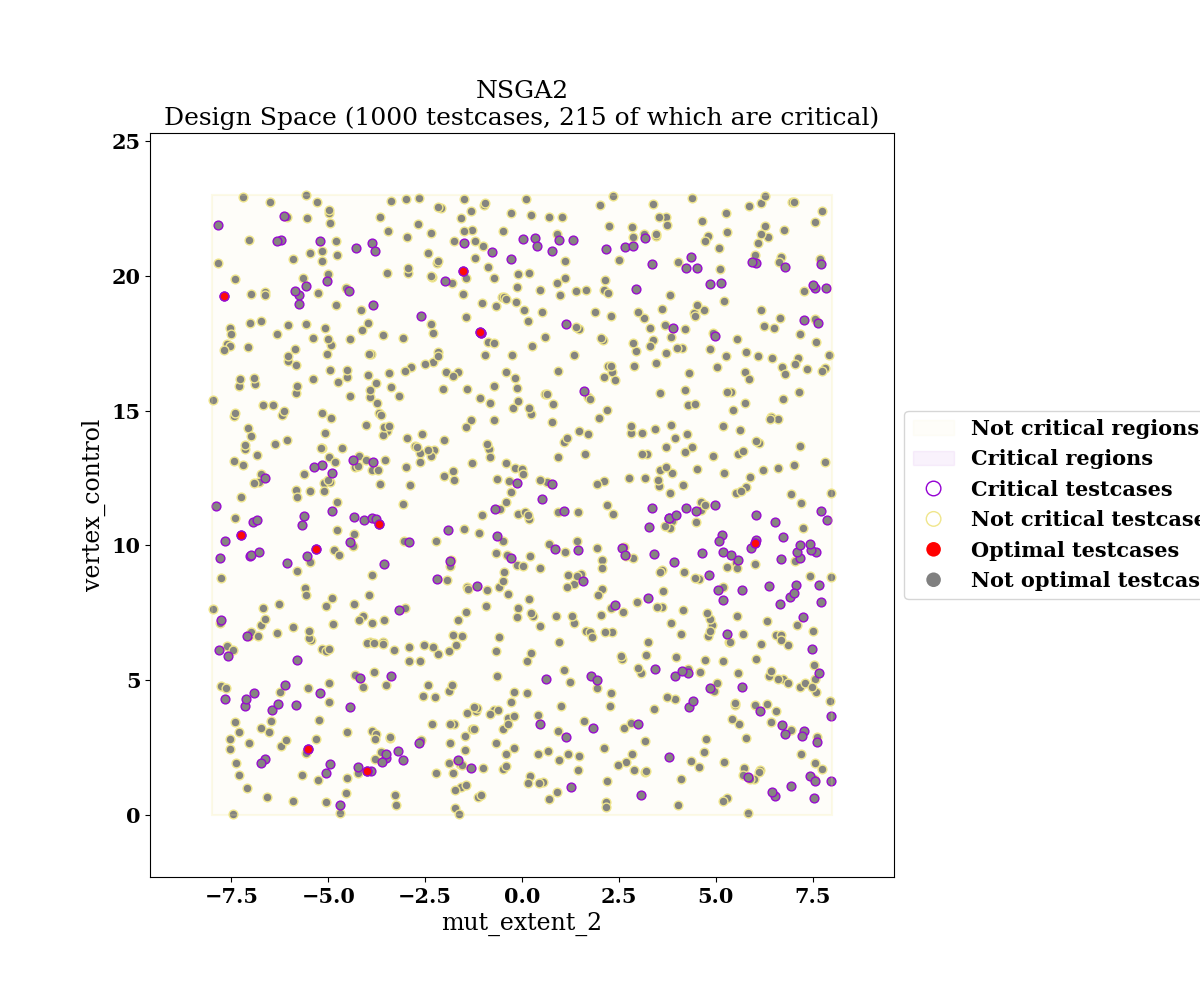 NSGA2
Design Space (1000 testcases, 215 of which are critical)
25
20
15
10
5
0
vertex_control
−7.5 −5.0 −2.5 0.0 2.5 5.0 7.5
mut_extent_2
Not critical regions
Critical regions
Critical testcases
Not critical testcase
Optimal testcases
Not optimal testcas